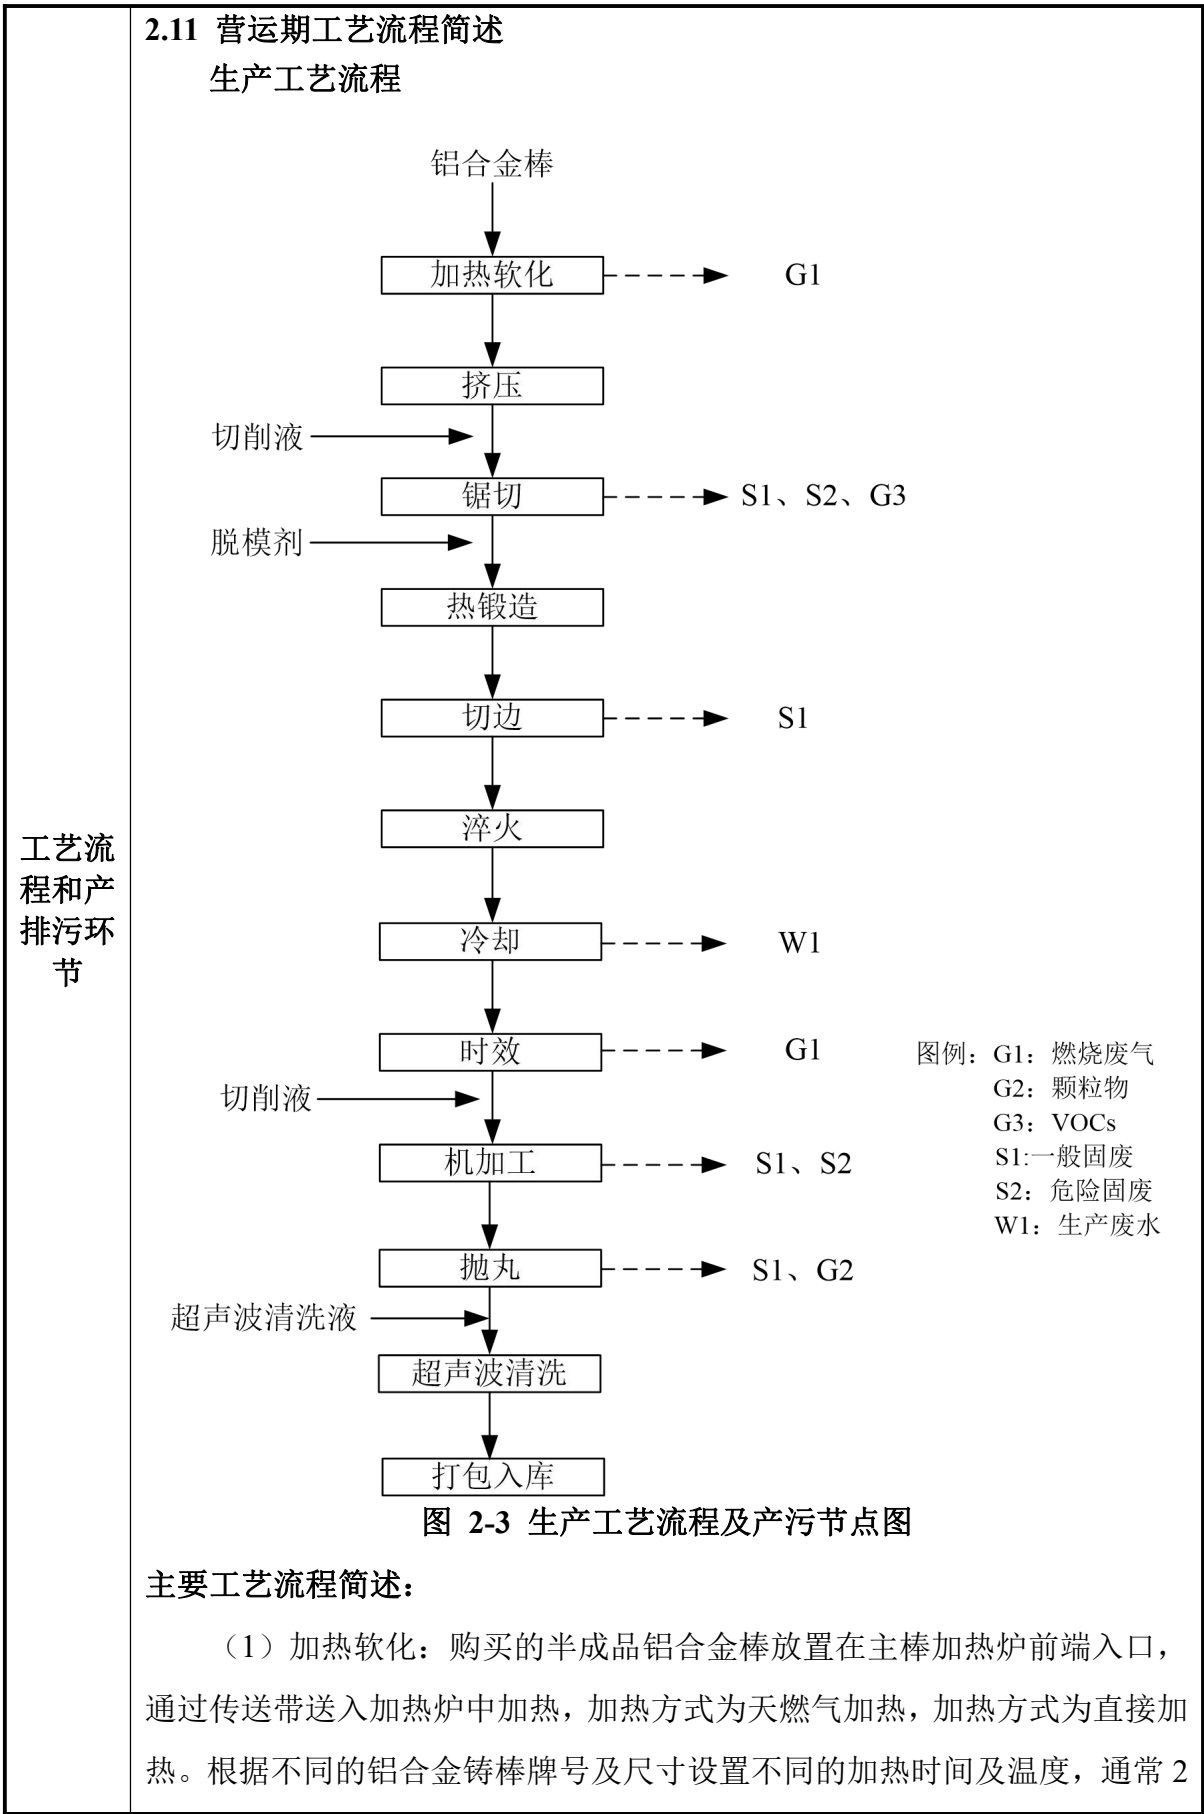 2.11 营运期工艺流程简述
生产工艺流程
铝合金棒
加热软化
G1
挤压
切削液
锯切
S1、S2、G3
脱模剂
热锻造
切边
S1
淬火
工艺流
程和产
排污环
节
冷却
W1
时效
G1
图例：G1：燃烧废气
G2：颗粒物
G3：VOCs
S1:一般固废
S2：危险固废
W1：生产废水
切削液
机加工
S1、S2
抛丸
S1、G2
超声波清洗液
超声波清洗
打包入库
图 2-3 生产工艺流程及产污节点图
主要工艺流程简述：
（1）加热软化：购买的半成品铝合金棒放置在主棒加热炉前端入口，
通过传送带送入加热炉中加热，加热方式为天燃气加热，加热方式为直接加
热。根据不同的铝合金铸棒牌号及尺寸设置不同的加热时间及温度，通常 2